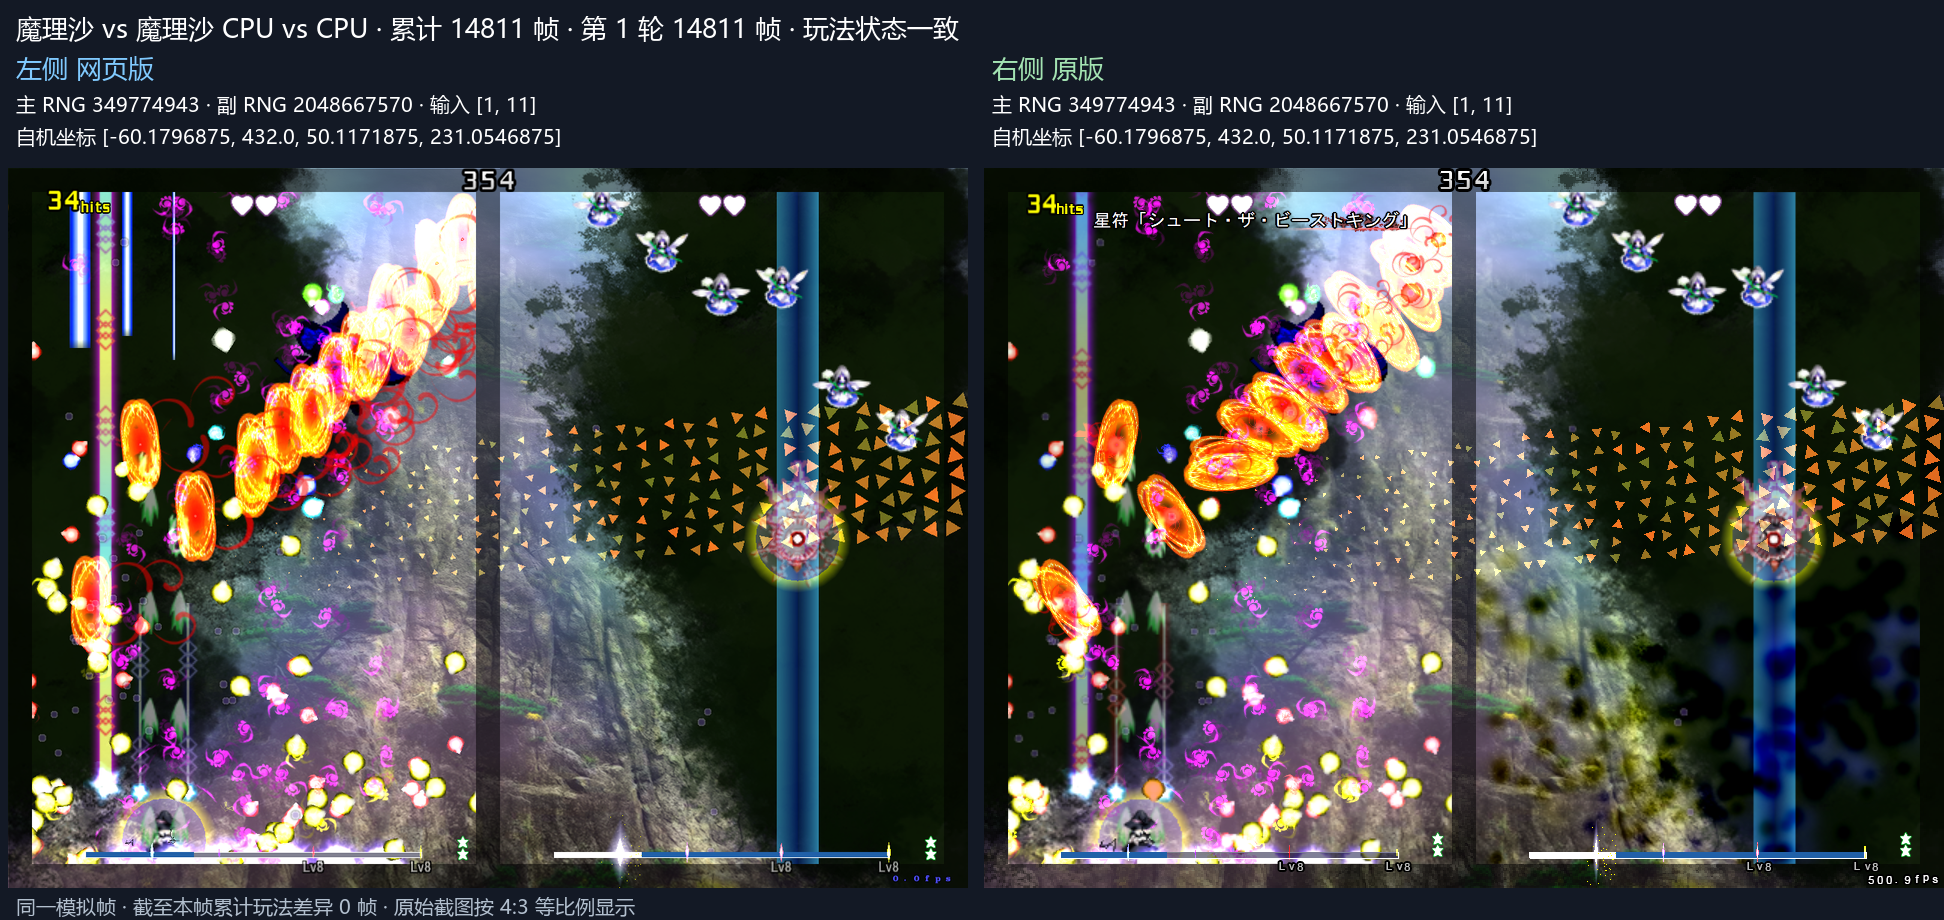 魔理沙 vs 魔理沙 CPU vs CPU · 累计 14811 帧 · 第 1 轮 14811 帧 · 玩法状态一致
左侧 网页版
主 RNG 349774943 · 副 RNG 2048667570 · 输入 [1, 11]
自机坐标 [-60.1796875, 432.0, 50.1171875, 231.0546875]
354
34hits
Lv8
Lv8
Lv8
Lv8
0.0fps
右侧 原版
主 RNG 349774943 · 副 RNG 2048667570 · 输入 [1, 11]
自机坐标 [-60.1796875, 432.0, 50.1171875, 231.0546875]
354
34hits
星符「シュート・ザ・ビーストキング」
Lv8
Lv8
Lv8
Lv8
500.9fps
同一模拟帧 · 截至本帧累计玩法差异 0 帧 · 原始截图按 4:3 等比例显示